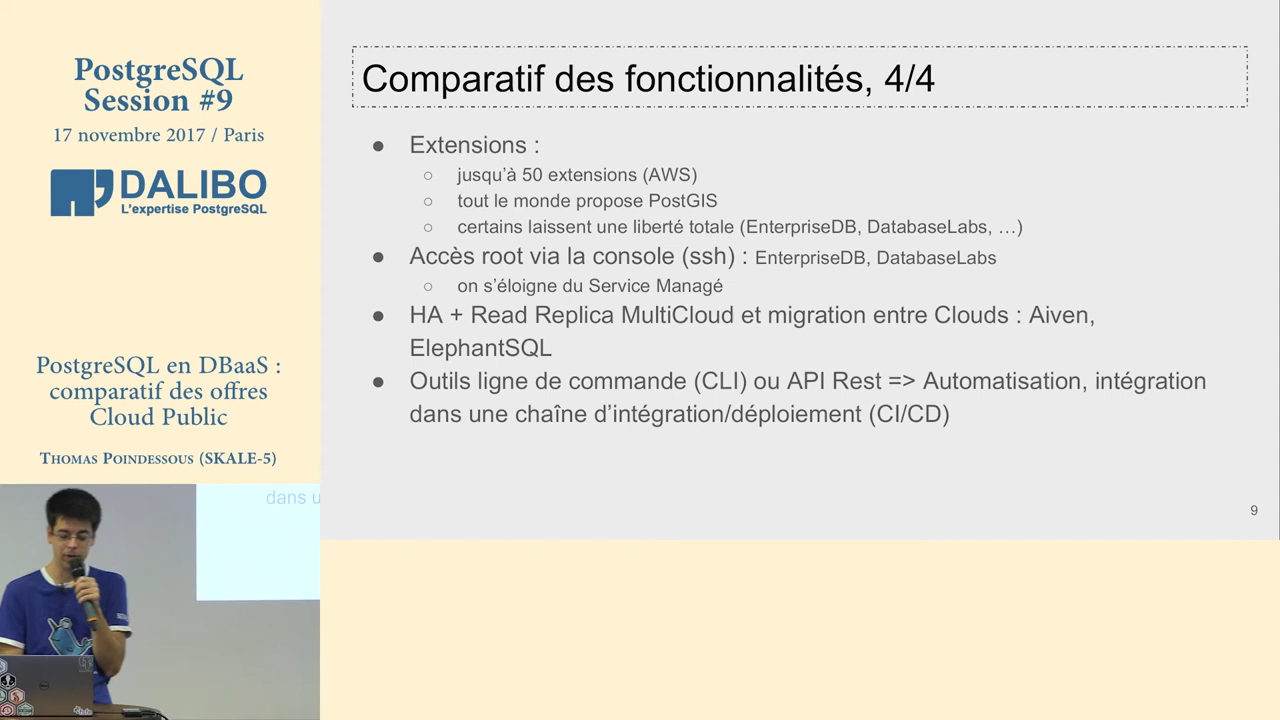 PostgreSQL
Session #9
17 novembre 2017 / Paris
DALIBO
L'expertise PostgreSQL
PostgreSQL en DBaaS :
comparatif des offres
Cloud Public
Thomas Poindessous (SKALE-5)
dans u
Comparatif des fonctionnalités, 4/4
● Extensions :
○ jusqu'à 50 extensions (AWS)
○ tout le monde propose PostGIS
○ certains laissent une liberté totale (EnterpriseDB, DatabaseLabs, …)
● Accès root via la console (ssh) : EnterpriseDB, DatabaseLabs
○ on s'éloigne du Service Managé
● HA + Read Replica MultiCloud et migration entre Clouds : Aiven,
ElephantSQL
● Outils ligne de commande (CLI) ou API Rest => Automatisation, intégration
dans une chaîne d'intégration/déploiement (CI/CD)
9